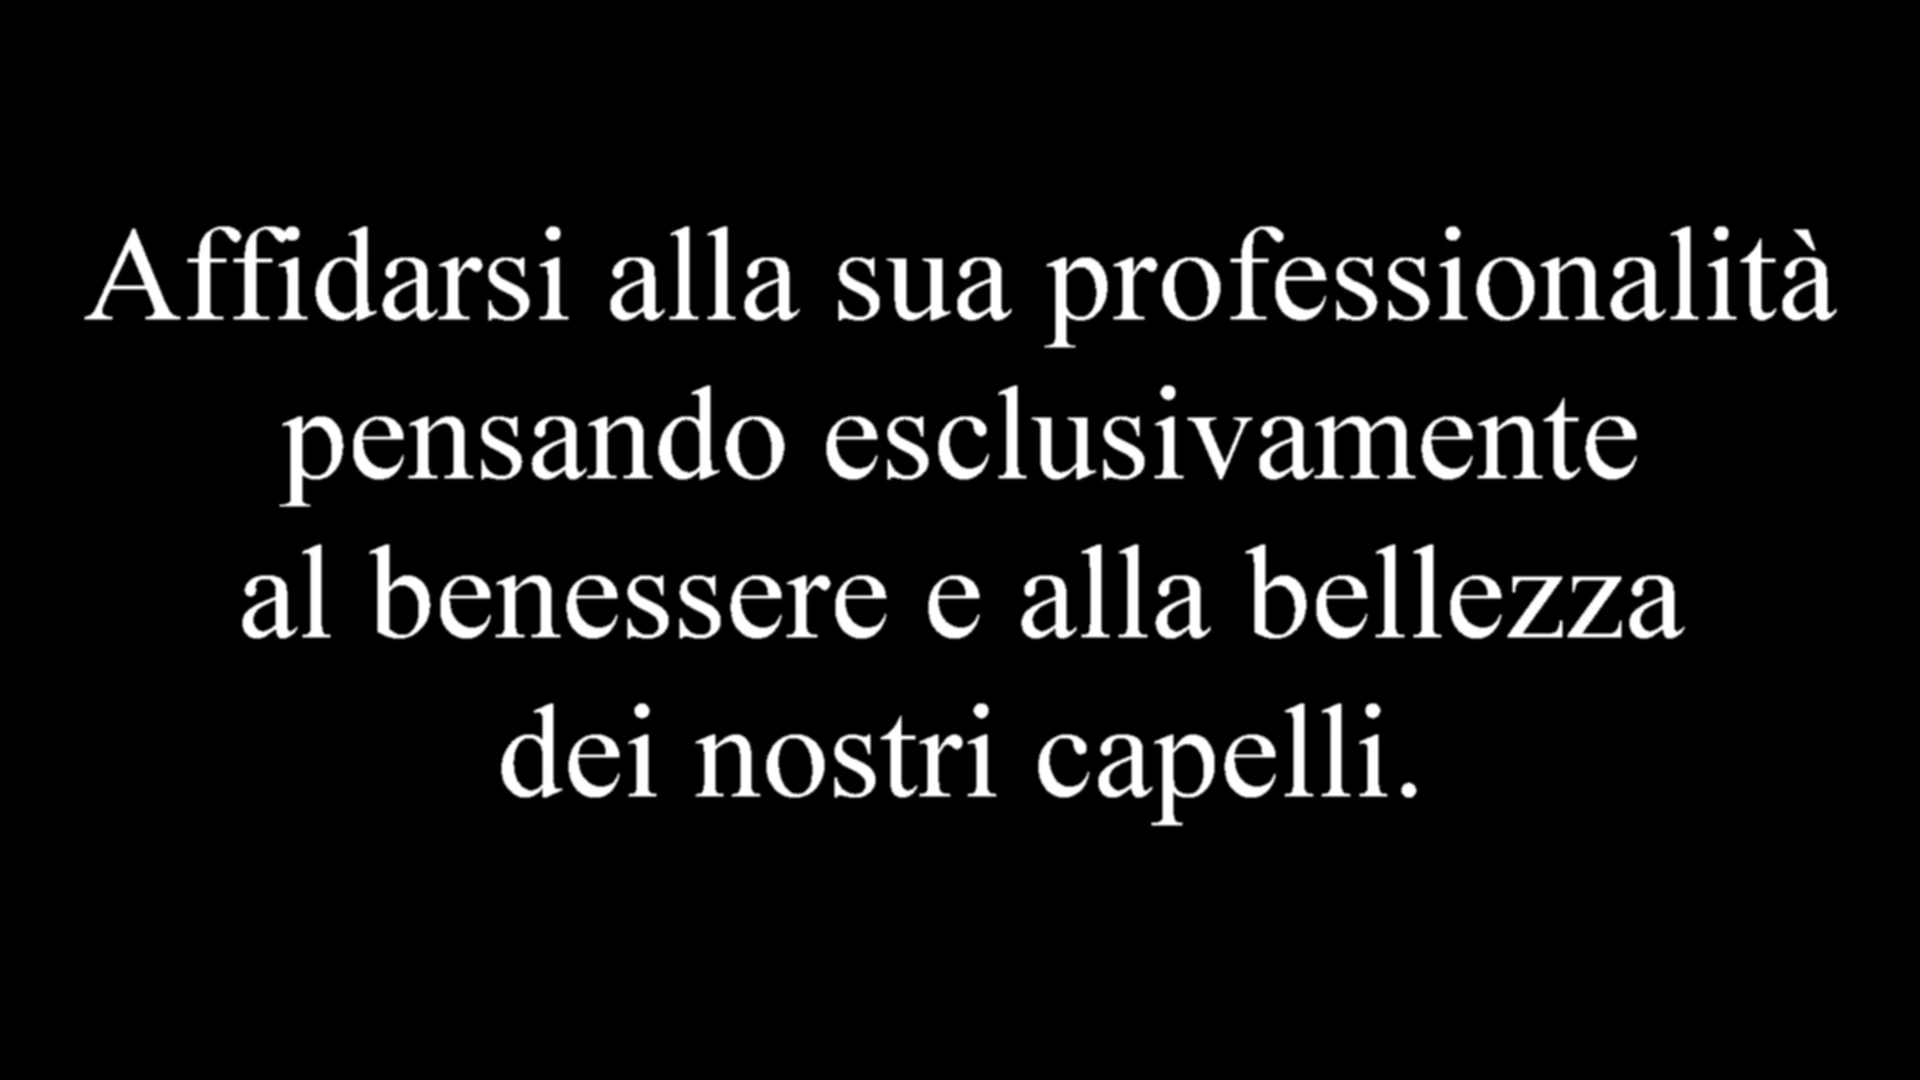 Affidarsi alla sua professionalità
pensando esclusivamente
al benessere e alla bellezza
dei nostri capelli.